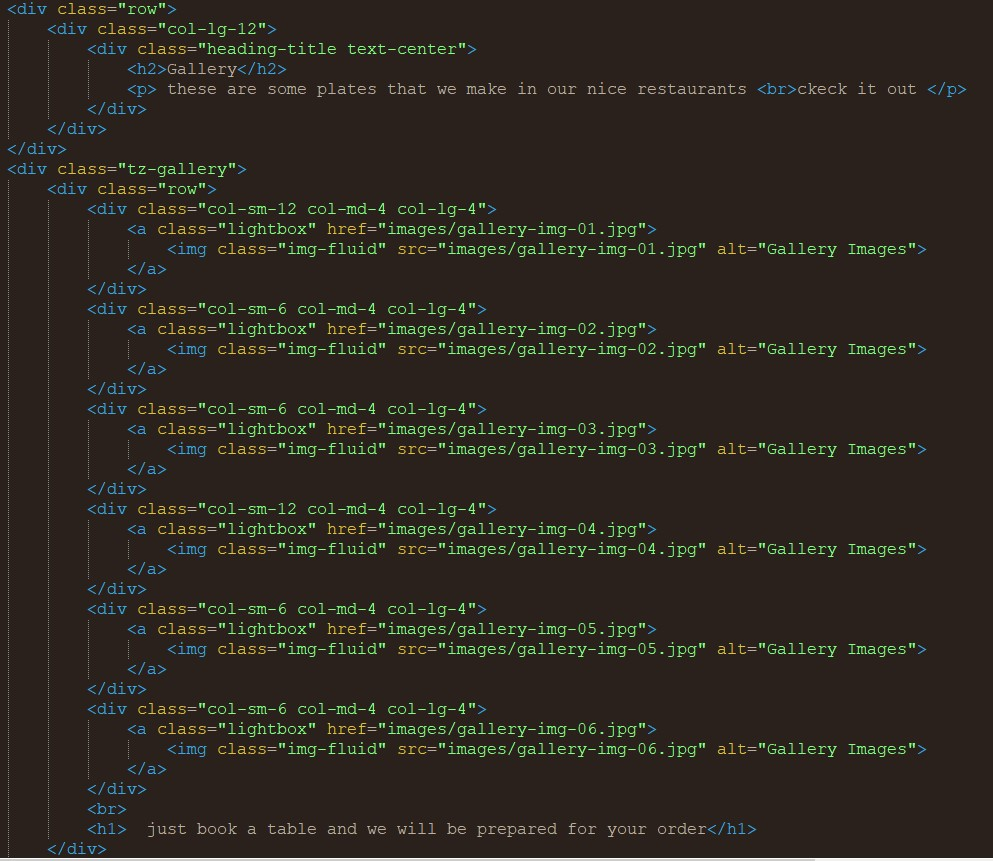 <div class="row">
<div class="col-lg-12">
<div class="heading-title text-center">
<h2>Gallery</h2>
<p> these are some plates that we make in our nice restaurants <br>ckeck it out </p>
</div>
</div>
</div>
<div class="tz-gallery">
<div class="row">
<div class="col-sm-12 col-md-4 col-lg-4">
<a class="lightbox" href="images/gallery-img-01.jpg">
<img class="img-fluid" src="images/gallery-img-01.jpg" alt="Gallery Images">
</a>
</div>
<div class="col-sm-6 col-md-4 col-lg-4">
<a class="lightbox" href="images/gallery-img-02.jpg">
<img class="img-fluid" src="images/gallery-img-02.jpg" alt="Gallery Images">
</a>
</div>
<div class="col-sm-6 col-md-4 col-lg-4">
<a class="lightbox" href="images/gallery-img-03.jpg">
<img class="img-fluid" src="images/gallery-img-03.jpg" alt="Gallery Images">
</a>
</div>
<div class="col-sm-12 col-md-4 col-lg-4">
<a class="lightbox" href="images/gallery-img-04.jpg">
<img class="img-fluid" src="images/gallery-img-04.jpg" alt="Gallery Images">
</a>
</div>
<div class="col-sm-6 col-md-4 col-lg-4">
<a class="lightbox" href="images/gallery-img-05.jpg">
<img class="img-fluid" src="images/gallery-img-05.jpg" alt="Gallery Images">
</a>
</div>
<div class="col-sm-6 col-md-4 col-lg-4">
<a class="lightbox" href="images/gallery-img-06.jpg">
<img class="img-fluid" src="images/gallery-img-06.jpg" alt="Gallery Images">
</a>
</div>
<br>
<h1>  just book a table and we will be prepared for your order</h1>
</div>